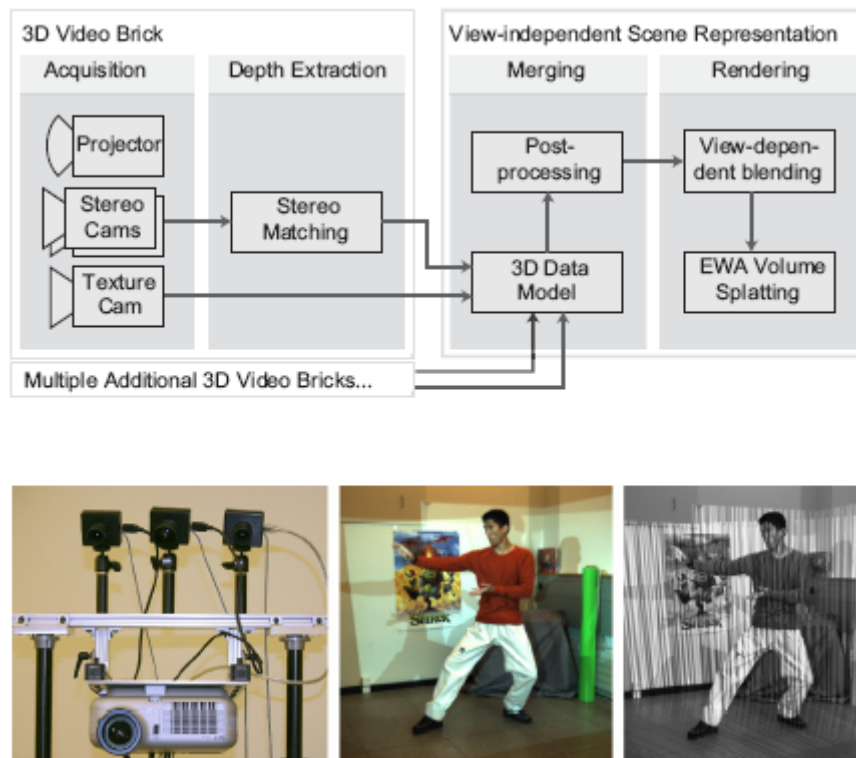 3D Video Brick
Acquisition
Depth Extraction
Projector
Stereo
Cams
Texture
Cam
Stereo
Matching
Multiple Additional 3D Video Bricks...
View-independent Scene Representation
Merging
Rendering
Post-
processing
3D Data
Model
View-depen-
dent blending
EWA Volume
Splatting
SHREK